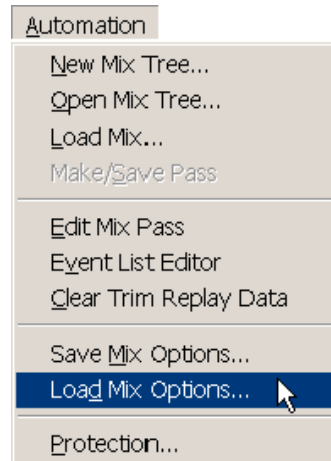 Automation
New Mix Tree...
Open Mix Tree...
Load Mix...
Make/Save Pass
Edit Mix Pass
Event List Editor
Clear Trim Replay Data
Save Mix Options...
Load Mix Options...
Protection...